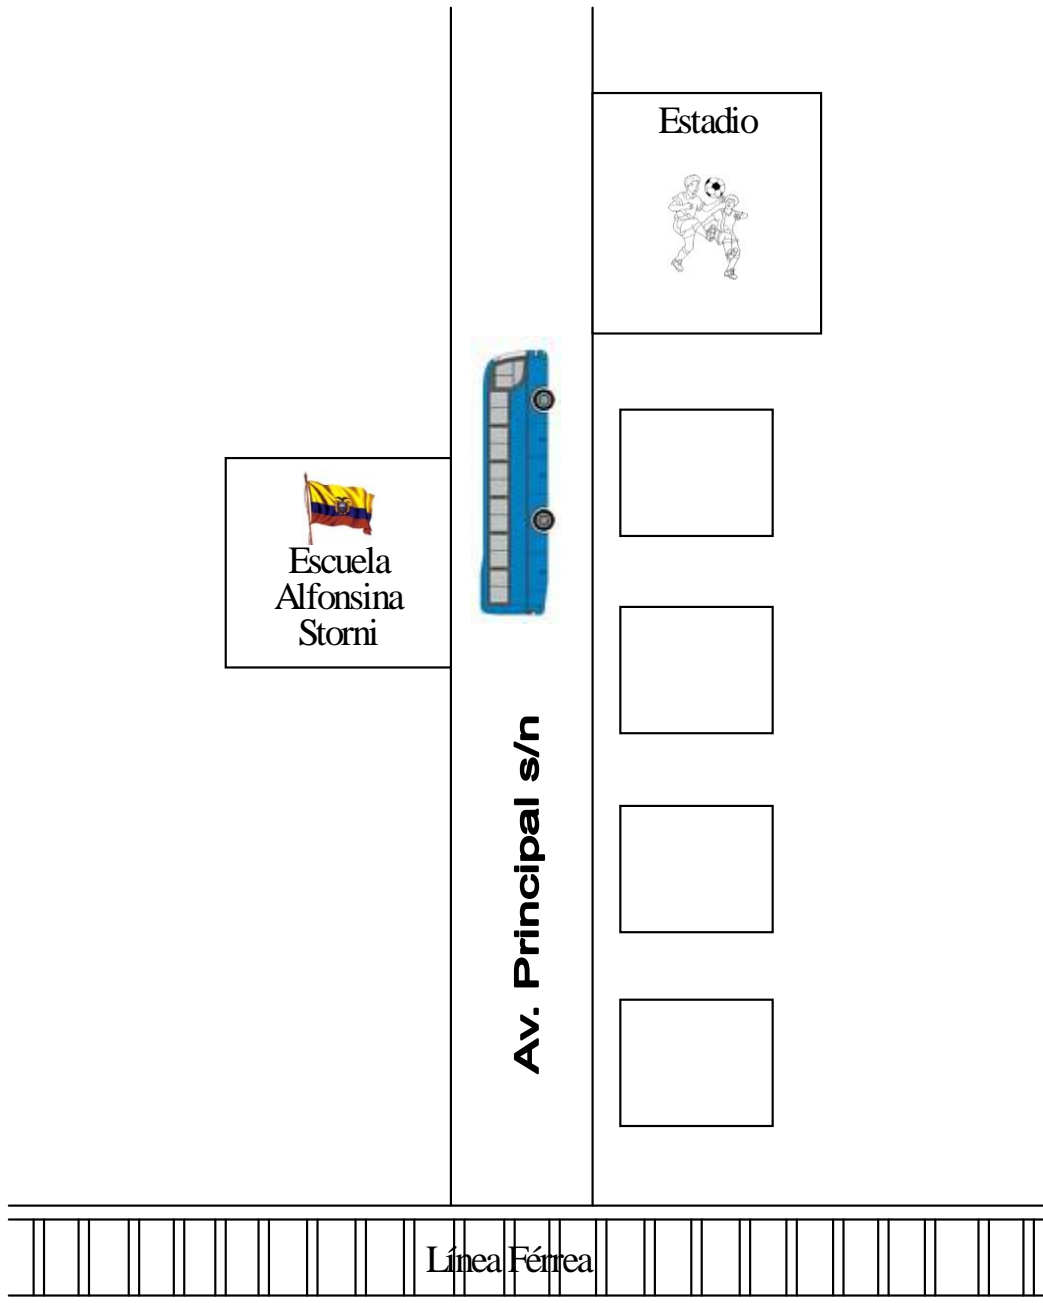 Estadio
Escuela
Alfonsina
Storni
Av. Principal s/n
Línea Férrea